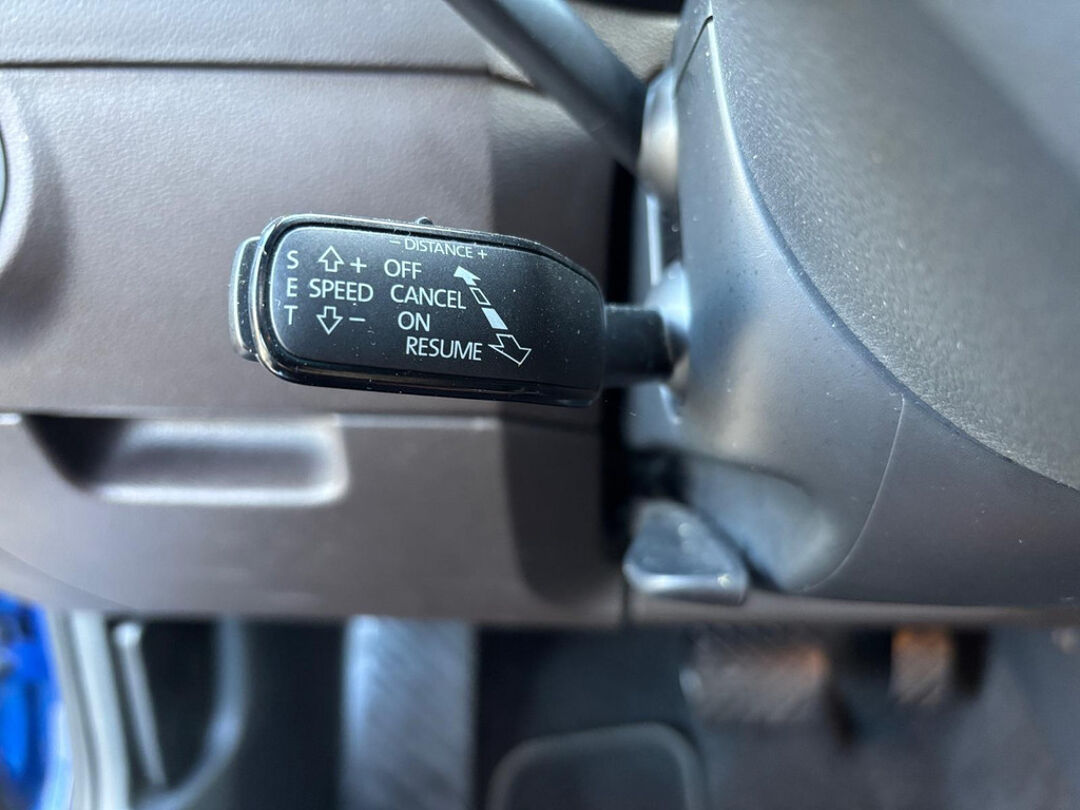 − DISTANCE +
S ⇧ + OFF
E SPEED CANCEL
T ⇩ − ON
RESUME